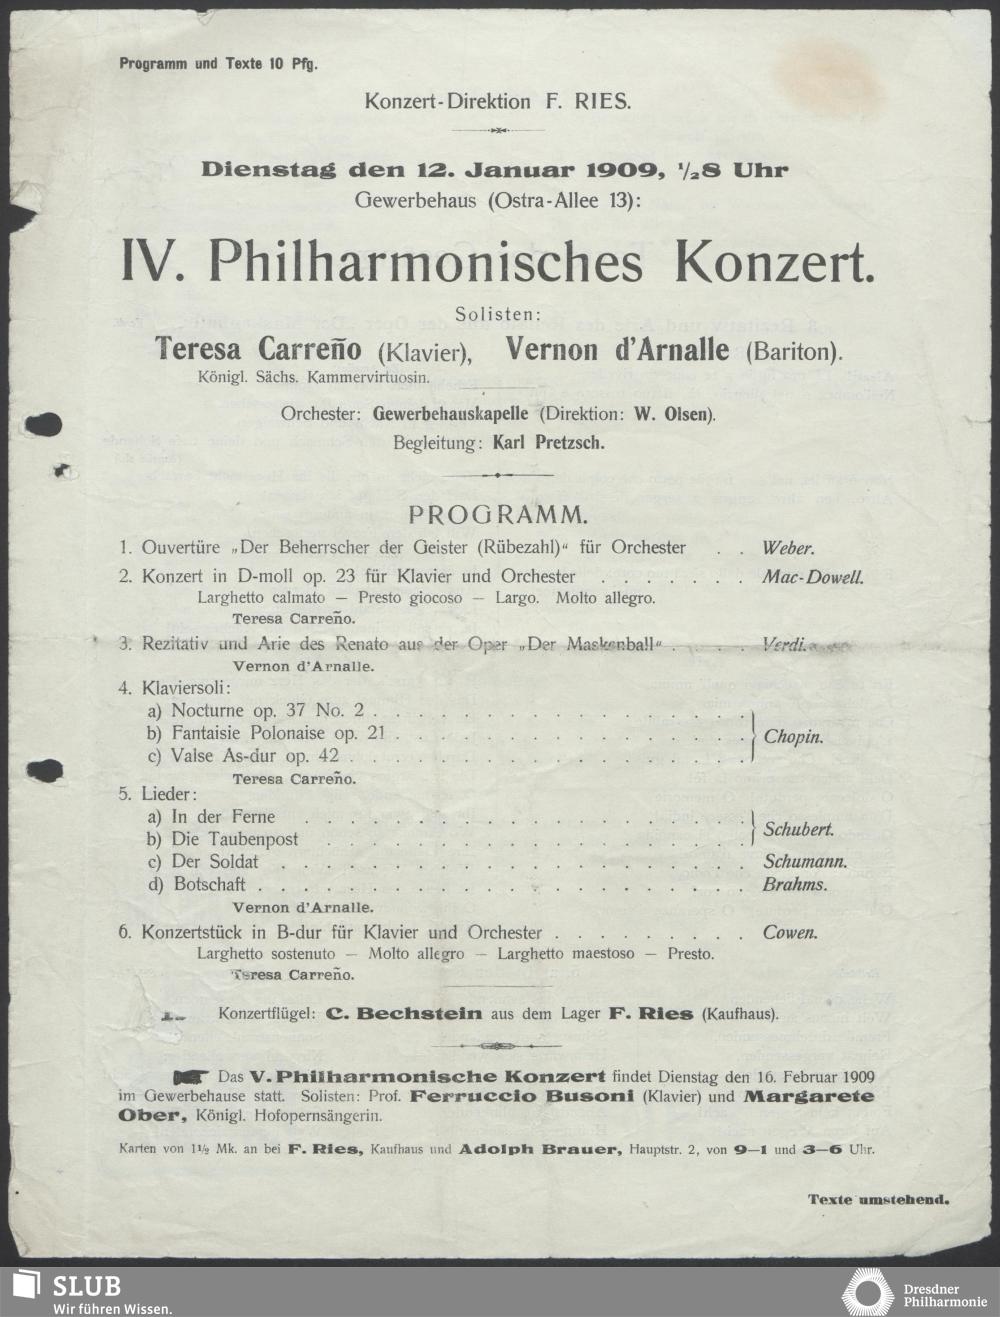 Programm und Texte 10 Pfg.
Konzert-Direktion F. RIES.
Dienstag den 12. Januar 1909, 1/28 Uhr
Gewerbehaus (Ostra-Allee 13):
IV. Philharmonisches Konzert.
Solisten:
Teresa Carreño (Klavier), Vernon d'Arnalle (Bariton).
Königl. Sächs. Kammervirtuosin.
Orchester: Gewerbehauskapelle (Direktion: W. Olsen).
Begleitung: Karl Pretzsch.
PROGRAMM.
1. Ouvertüre „Der Beherrscher der Geister (Rübezahl)“ für Orchester . . Weber.
2. Konzert in D-moll op. 23 für Klavier und Orchester . . . . . . . Mac-Dowell.
Larghetto calmato — Presto giocoso — Largo. Molto allegro.
Teresa Carreño.
3. Rezitativ und Arie des Renato aus der Oper „Der Maskenball“ . . . . Verdi.
Vernon d'Arnalle.
4. Klaviersoli:
a) Nocturne op. 37 No. 2 . . . . . . . . . . . . . .
b) Fantaisie Polonaise op. 21 . . . . . . . . . . . . . Chopin.
c) Valse As-dur op. 42 . . . . . . . . . . . . . . .
Teresa Carreño.
5. Lieder:
a) In der Ferne . . . . . . . . . . . . . . . .
b) Die Taubenpost . . . . . . . . . . . . . . . Schubert.
c) Der Soldat . . . . . . . . . . . . . . . . . Schumann.
d) Botschaft . . . . . . . . . . . . . . . . . . Brahms.
Vernon d'Arnalle.
6. Konzertstück in B-dur für Klavier und Orchester . . . . . . . . Cowen.
Larghetto sostenuto — Molto allegro — Larghetto maestoso — Presto.
Teresa Carreño.
Konzertflügel: C. Bechstein aus dem Lager F. Ries (Kaufhaus).
Das V. Philharmonische Konzert findet Dienstag den 16. Februar 1909
im Gewerbehause statt. Solisten: Prof. Ferruccio Busoni (Klavier) und Margarete
Ober, Königl. Hofopernsängerin.
Karten von 1 1/2 Mk. an bei F. Ries, Kaufhaus und Adolph Brauer, Hauptstr. 2, von 9—1 und 3—6 Uhr.
Texte umstehend.
SLUB
Wir führen Wissen.
Dresdner
Philharmonie